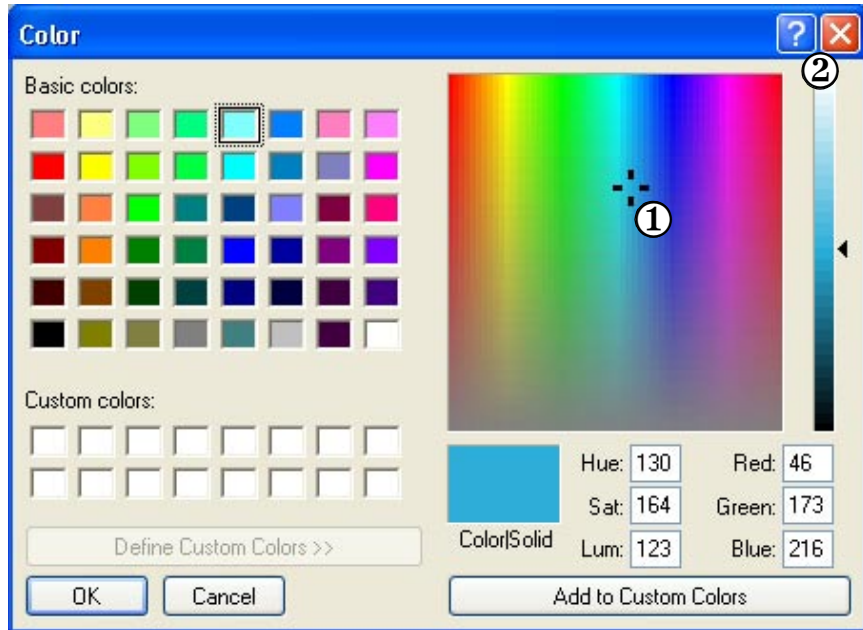 Color
?
②
Basic colors:
①
Custom colors:
Define Custom Colors >>
OK Cancel
Color|Solid
Hue: 130 Red: 46
Sat: 164 Green: 173
Lum: 123 Blue: 216
Add to Custom Colors